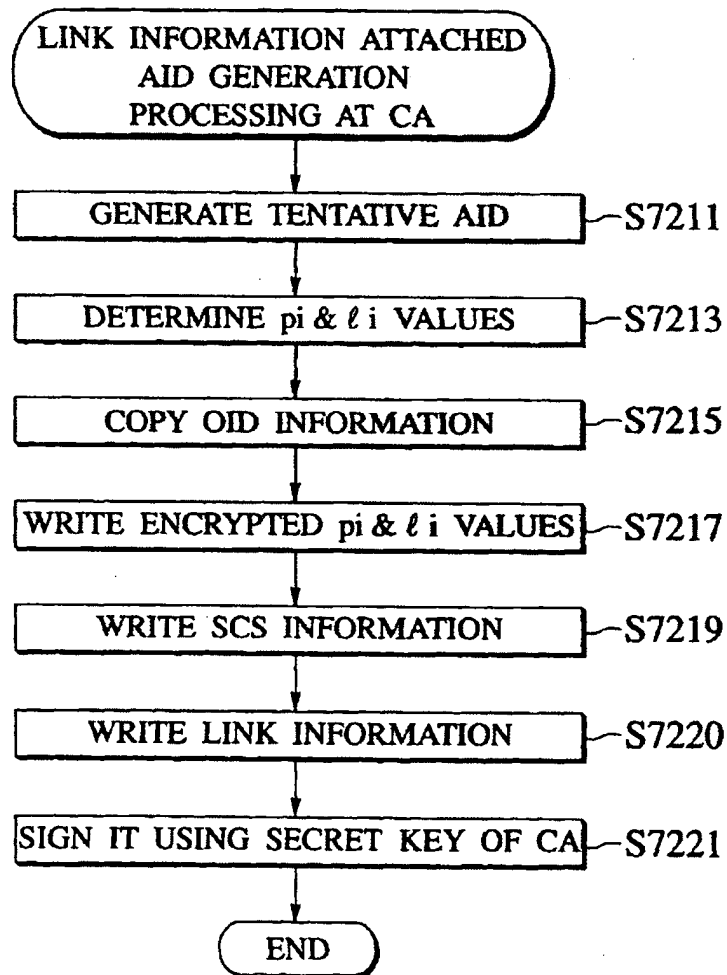 LINK INFORMATION ATTACHED
AID GENERATION
PROCESSING AT CA
GENERATE TENTATIVE AID S7211
DETERMINE pi & ℓ i VALUES S7213
COPY OID INFORMATION S7215
WRITE ENCRYPTED pi & ℓ i VALUES S7217
WRITE SCS INFORMATION S7219
WRITE LINK INFORMATION S7220
SIGN IT USING SECRET KEY OF CA S7221
END